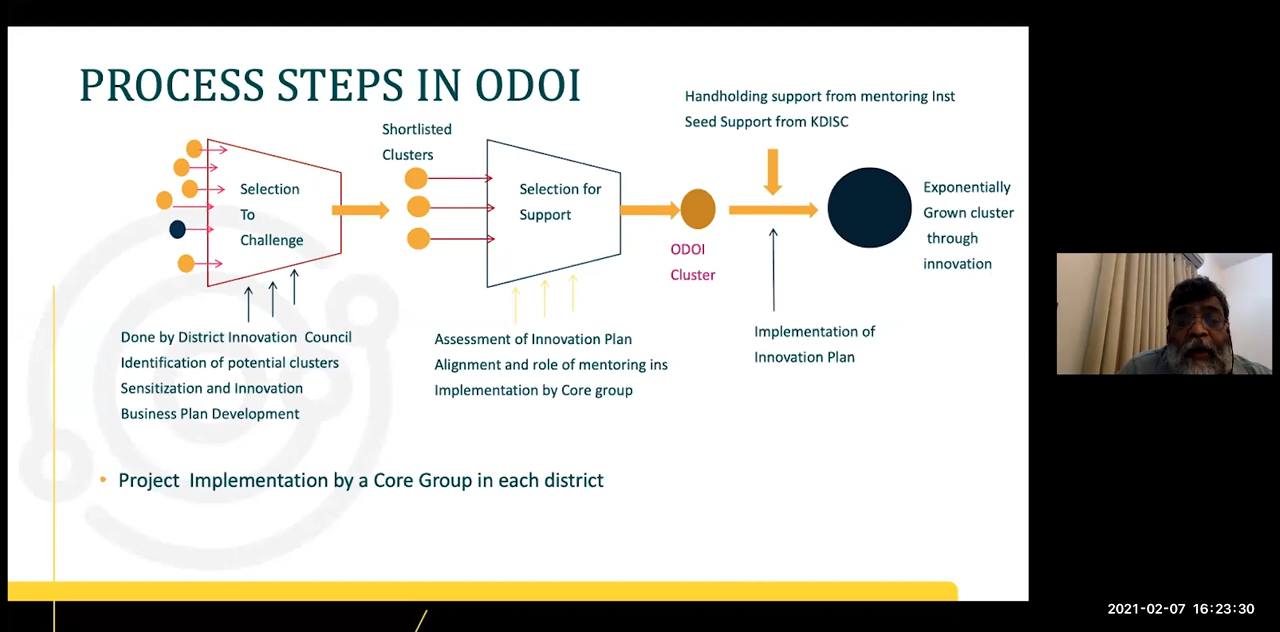 PROCESS STEPS IN ODOI
Handholding support from mentoring Inst
Seed Support from KDISC
Shortlisted
Clusters
Selection
To
Challenge
Selection for
Support
ODOI
Cluster
Exponentially
Grown cluster
through
innovation
Done by District Innovation Council
Identification of potential clusters
Sensitization and Innovation
Business Plan Development
Assessment of Innovation Plan
Alignment and role of mentoring ins
Implementation by Core group
Implementation of
Innovation Plan
• Project Implementation by a Core Group in each district
2021-02-07 16:23:30